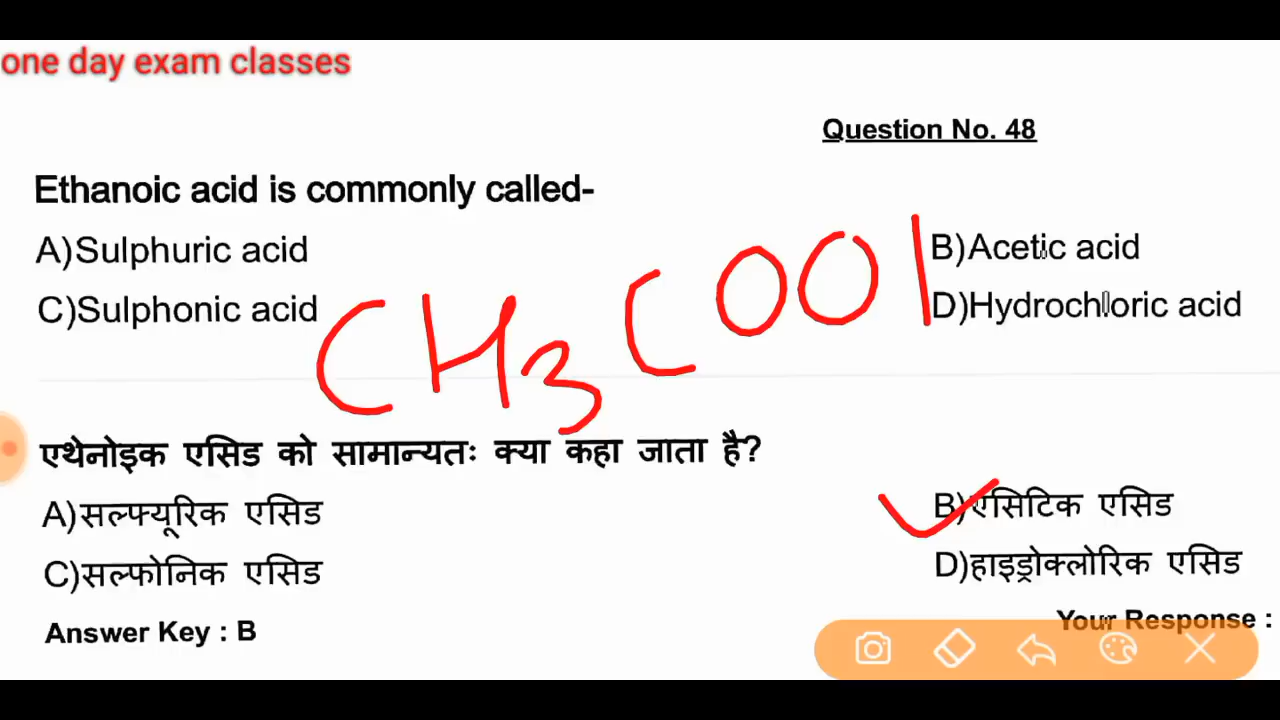 one day exam classes
Question No. 48
Ethanoic acid is commonly called-
A)Sulphuric acid
B)Acetic acid
C)Sulphonic acid
D)Hydrochloric acid
CH3COO
एथेनोइक एसिड को सामान्यतः क्या कहा जाता है?
A)सल्फ्यूरिक एसिड
B)एसिटिक एसिड
C)सल्फोनिक एसिड
D)हाइड्रोक्लोरिक एसिड
Answer Key : B
Your Response :